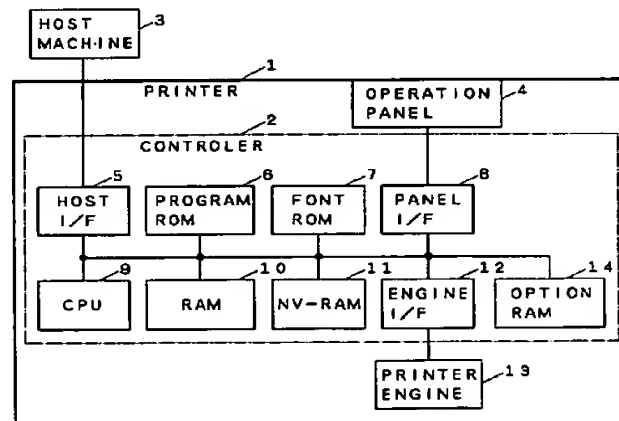 HOST
MACHINE
3
1
PRINTER
OPERATION
PANEL
4
2
CONTROLER
5
6
7
8
HOST
I/F
PROGRAM
ROM
FONT
ROM
PANEL
I/F
9
10
11
12
14
CPU
RAM
NV-RAM
ENGINE
I/F
OPTION
RAM
PRINTER
ENGINE
13